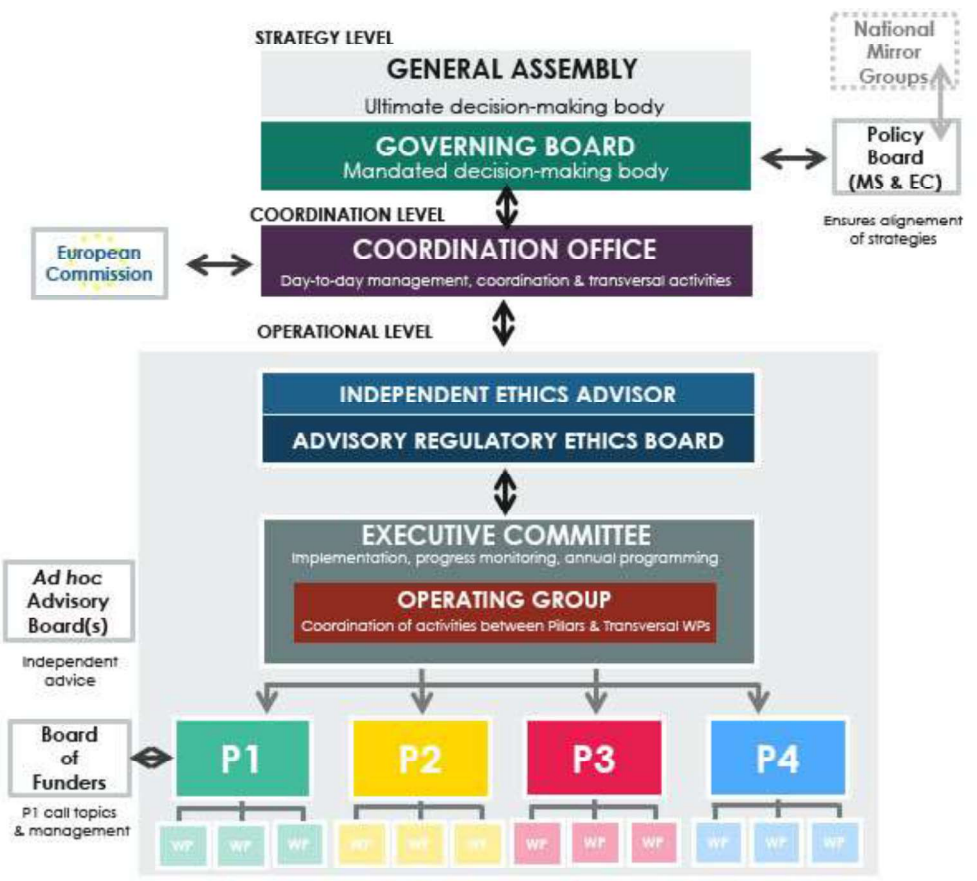 STRATEGY LEVEL
GENERAL ASSEMBLY
Ultimate decision-making body
GOVERNING BOARD
Mandated decision-making body
National
Mirror
Groups
Policy
Board
(MS & EC)
Ensures alignement
of strategies
COORDINATION LEVEL
European
Commission
COORDINATION OFFICE
Day-to-day management, coordination & transversal activities
OPERATIONAL LEVEL
INDEPENDENT ETHICS ADVISOR
ADVISORY REGULATORY ETHICS BOARD
EXECUTIVE COMMITTEE
Implementation, progress monitoring, annual programming
OPERATING GROUP
Coordination of activities between Pillars & Transversal WPs
Ad hoc
Advisory
Board(s)
Independent
advice
Board
of
Funders
P1 call topics
& management
P1
P2
P3
P4
WP WP WP
WP WP WP
WP WP WP
WP WP WP